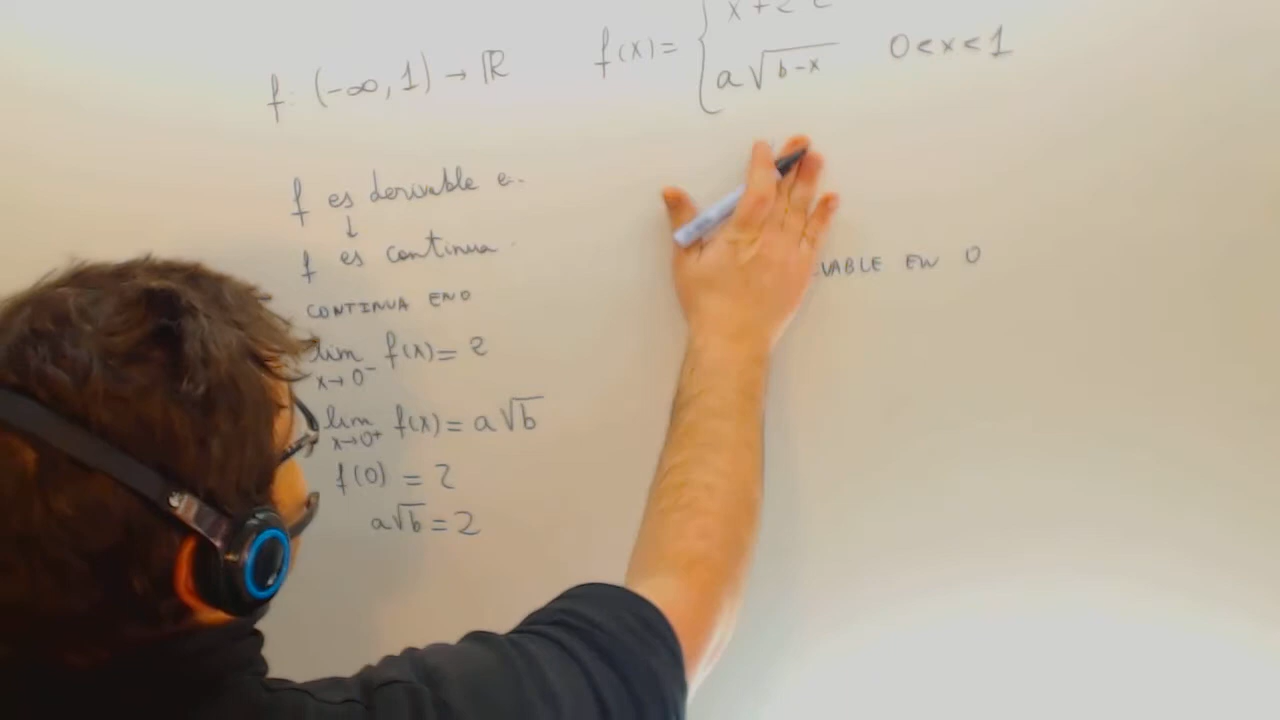 f: (-∞, 1) → ℝ
f(x) = { x + 2 e
a√(b-x) 0 < x < 1
f es derivable e..
↓
f es continua.
CONTINUA EN 0
lim x→0⁻ f(x) = 2
lim x→0⁺ f(x) = a√b
f(0) = 2
a√b = 2
VABLE EN 0